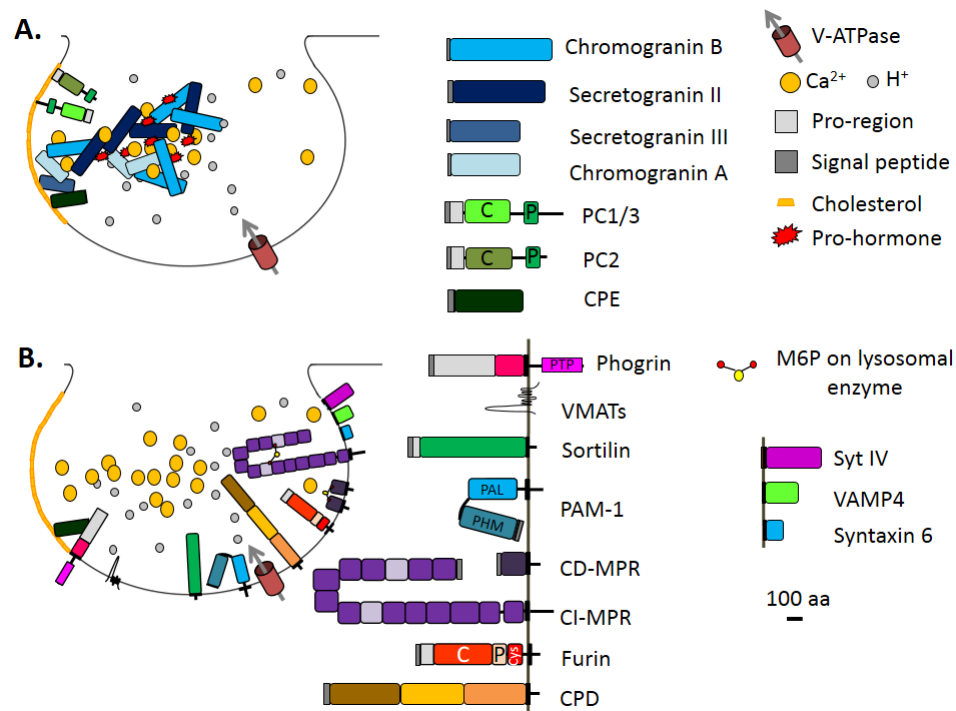 A.
Chromogranin B
Secretogranin II
Secretogranin III
Chromogranin A
C P PC1/3
C P PC2
CPE
V-ATPase
Ca²⁺ H⁺
Pro-region
Signal peptide
Cholesterol
Pro-hormone
B.
PTP Phogrin
VMATs
Sortilin
PAL
PAM-1
PHM
CD-MPR
CI-MPR
C P cys Furin
CPD
M6P on lysosomal
enzyme
Syt IV
VAMP4
Syntaxin 6
100 aa